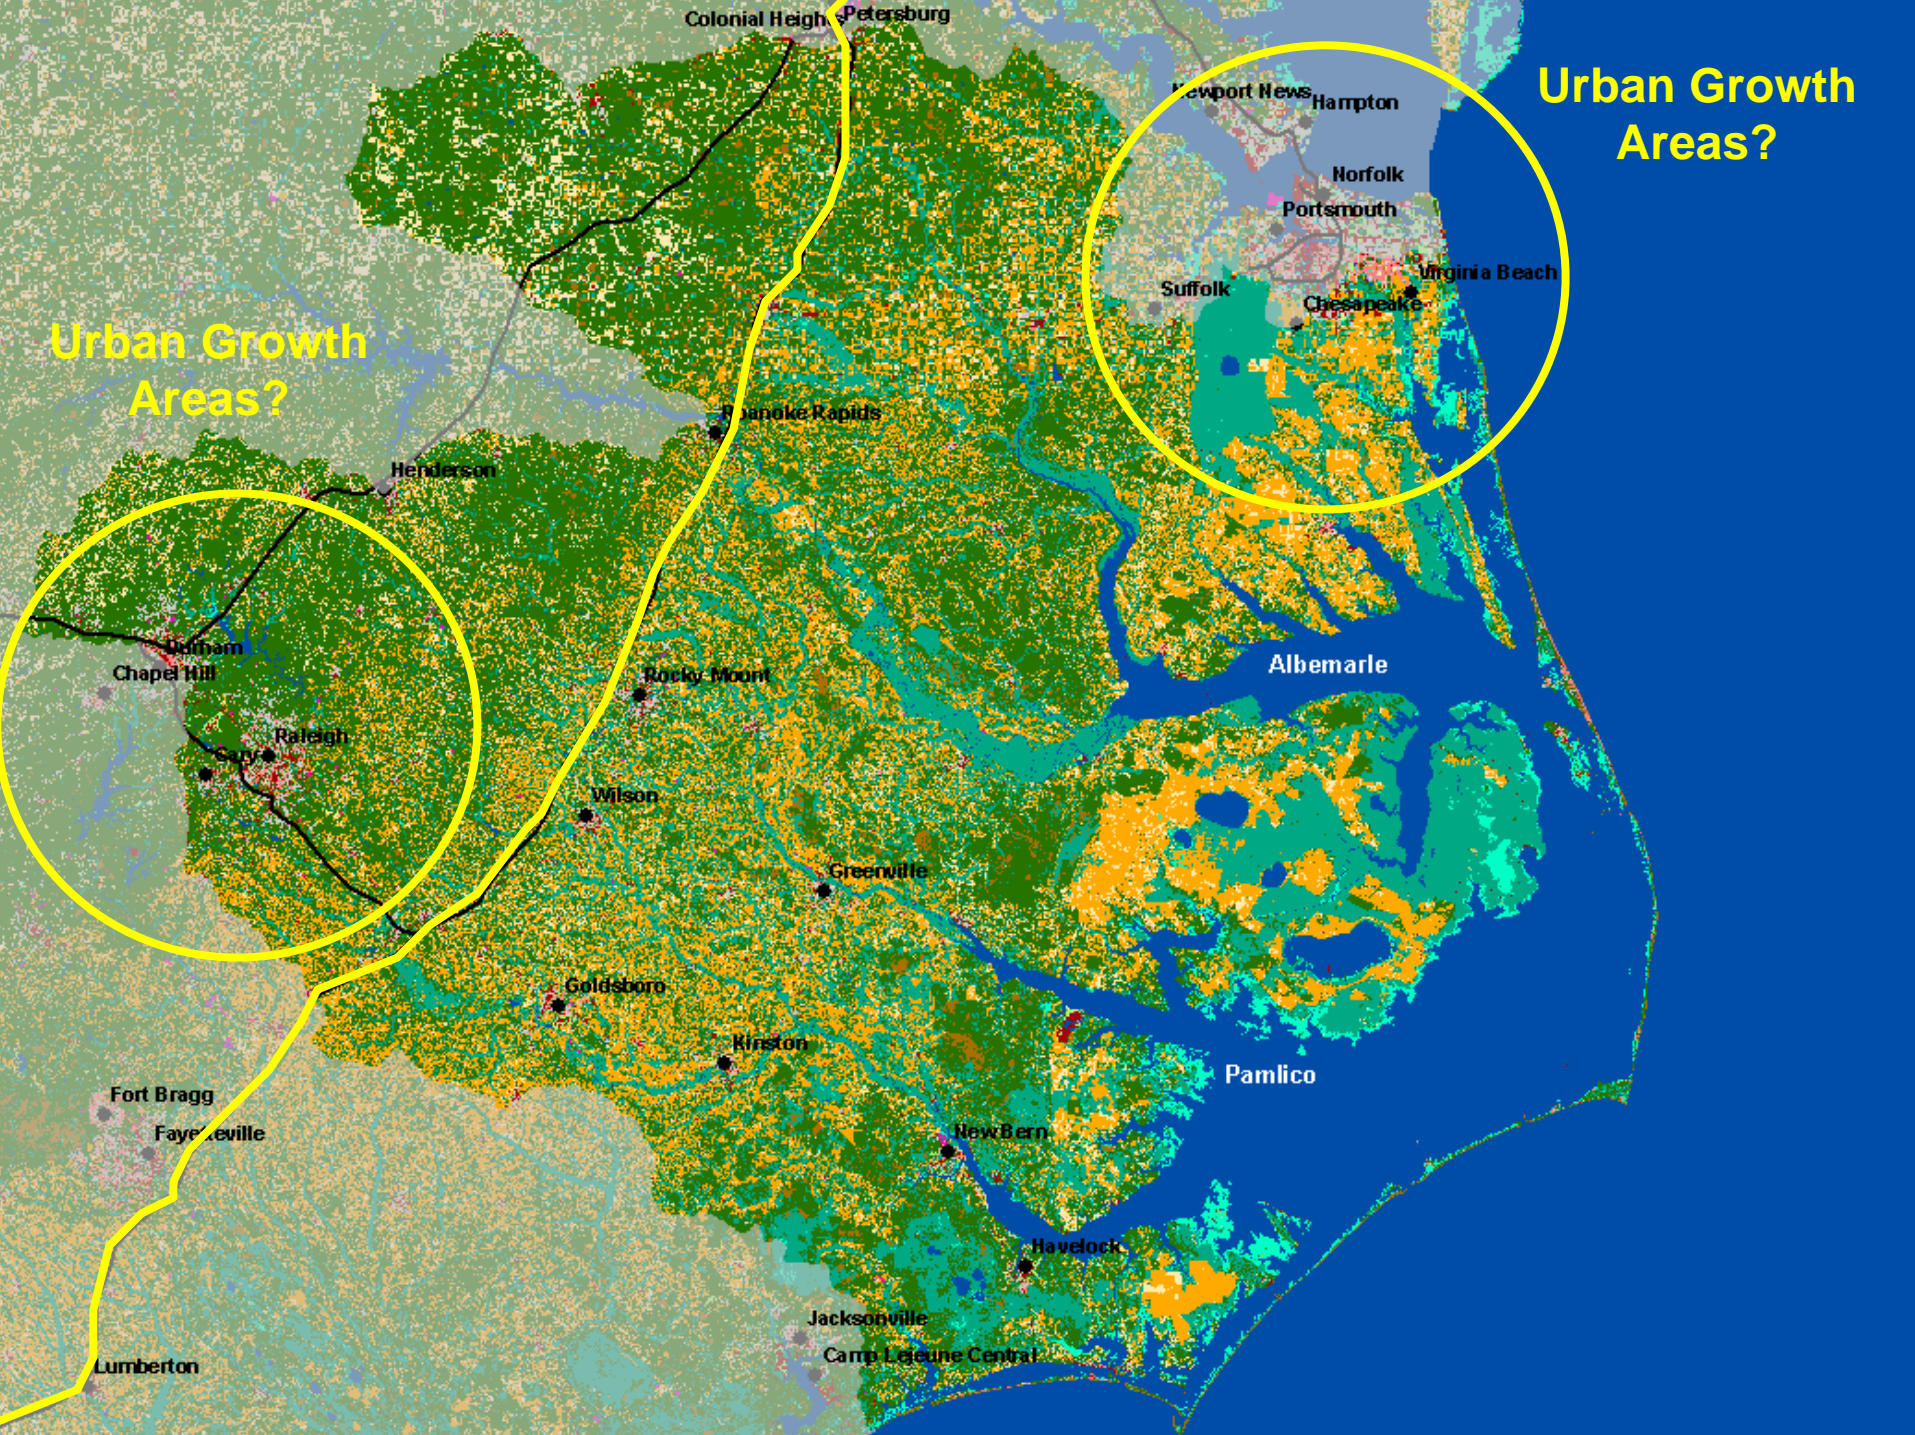 Colonial Heights
Petersburg
Urban Growth
Areas?
Newport News
Hampton
Norfolk
Portsmouth
Virginia Beach
Suffolk
Chesapeake
Urban Growth
Areas?
Roanoke Rapids
Henderson
Durham
Chapel Hill
Albemarle
Rocky Mount
Raleigh
Cary
Wilson
Greenville
Goldsboro
Kinston
Pamlico
Fort Bragg
Fayetteville
New Bern
Havelock
Jacksonville
Camp Lejeune Central
Lumberton